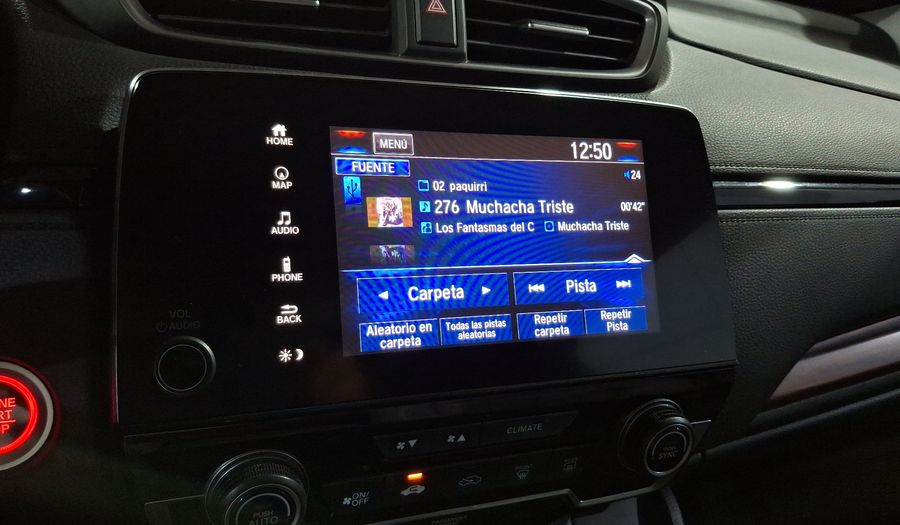 HOME
MAP
AUDIO
PHONE
BACK
VOL
AUDIO
MENÚ
12:50
FUENTE
24
02 paquirri
276 Muchacha Triste
00'42"
Los Fantasmas del C
Muchacha Triste
Carpeta
Pista
Aleatorio en carpeta
Todas las pistas aleatorias
Repetir carpeta
Repetir Pista
CLIMATE
ON/OFF
PUSH AUTO
PUSH SYNC